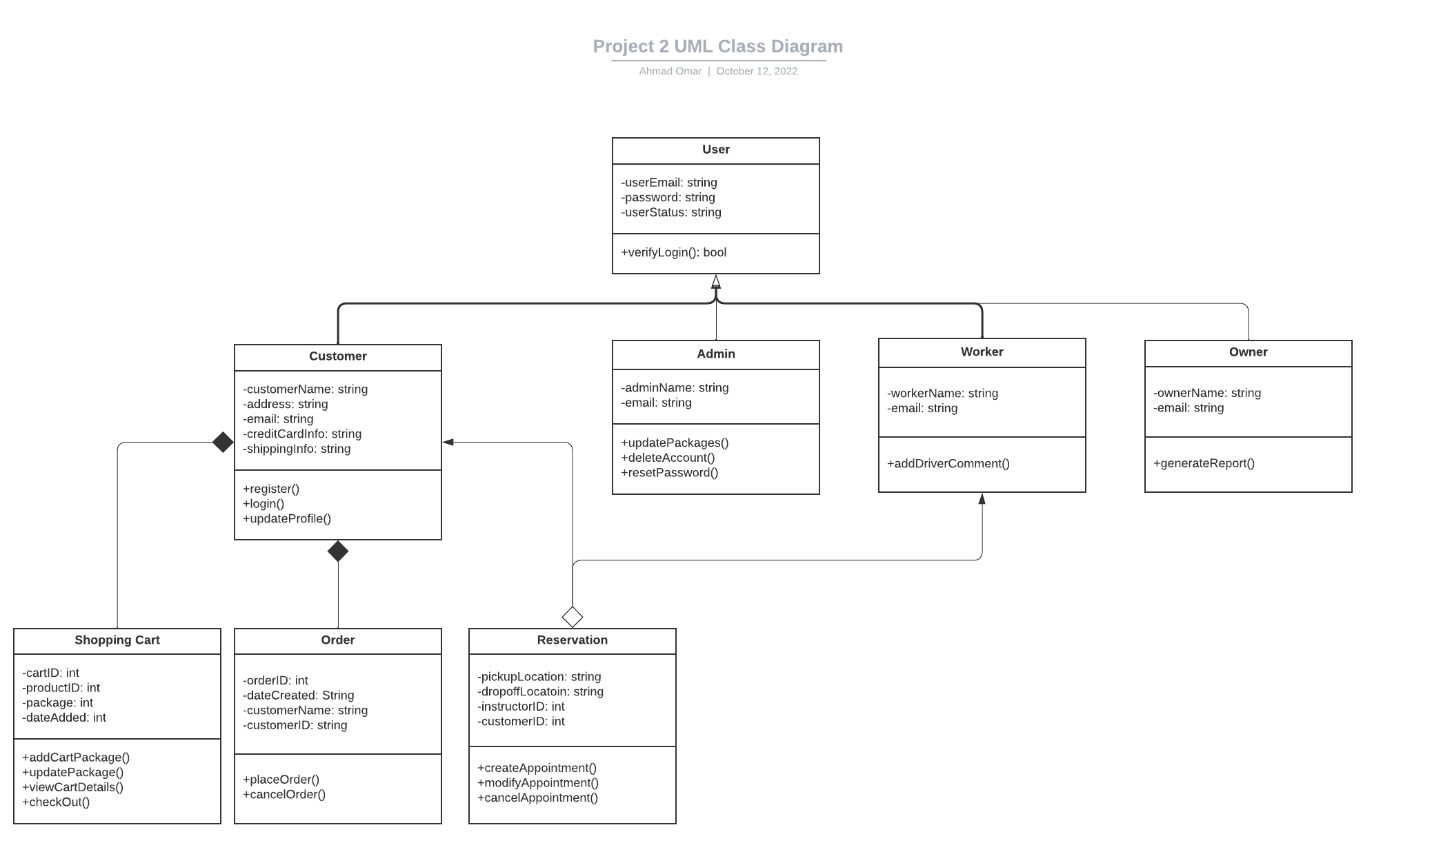 Project 2 UML Class Diagram
Ahmad Omar | October 12, 2022
User
-userEmail: string
-password: string
-userStatus: string
+verifyLogin(): bool
Customer
-customerName: string
-address: string
-email: string
-creditCardInfo: string
-shippingInfo: string
+register()
+login()
+updateProfile()
Admin
-adminName: string
-email: string
+updatePackages()
+deleteAccount()
+resetPassword()
Worker
-workerName: string
-email: string
+addDriverComment()
Owner
-ownerName: string
-email: string
+generateReport()
Shopping Cart
-cartID: int
-productID: int
-package: int
-dateAdded: int
+addCartPackage()
+updatePackage()
+viewCartDetails()
+checkOut()
Order
-orderID: int
-dateCreated: String
-customerName: string
-customerID: string
+placeOrder()
+cancelOrder()
Reservation
-pickupLocation: string
-dropoffLocatoin: string
-instructorID: int
-customerID: int
+createAppointment()
+modifyAppointment()
+cancelAppointment()